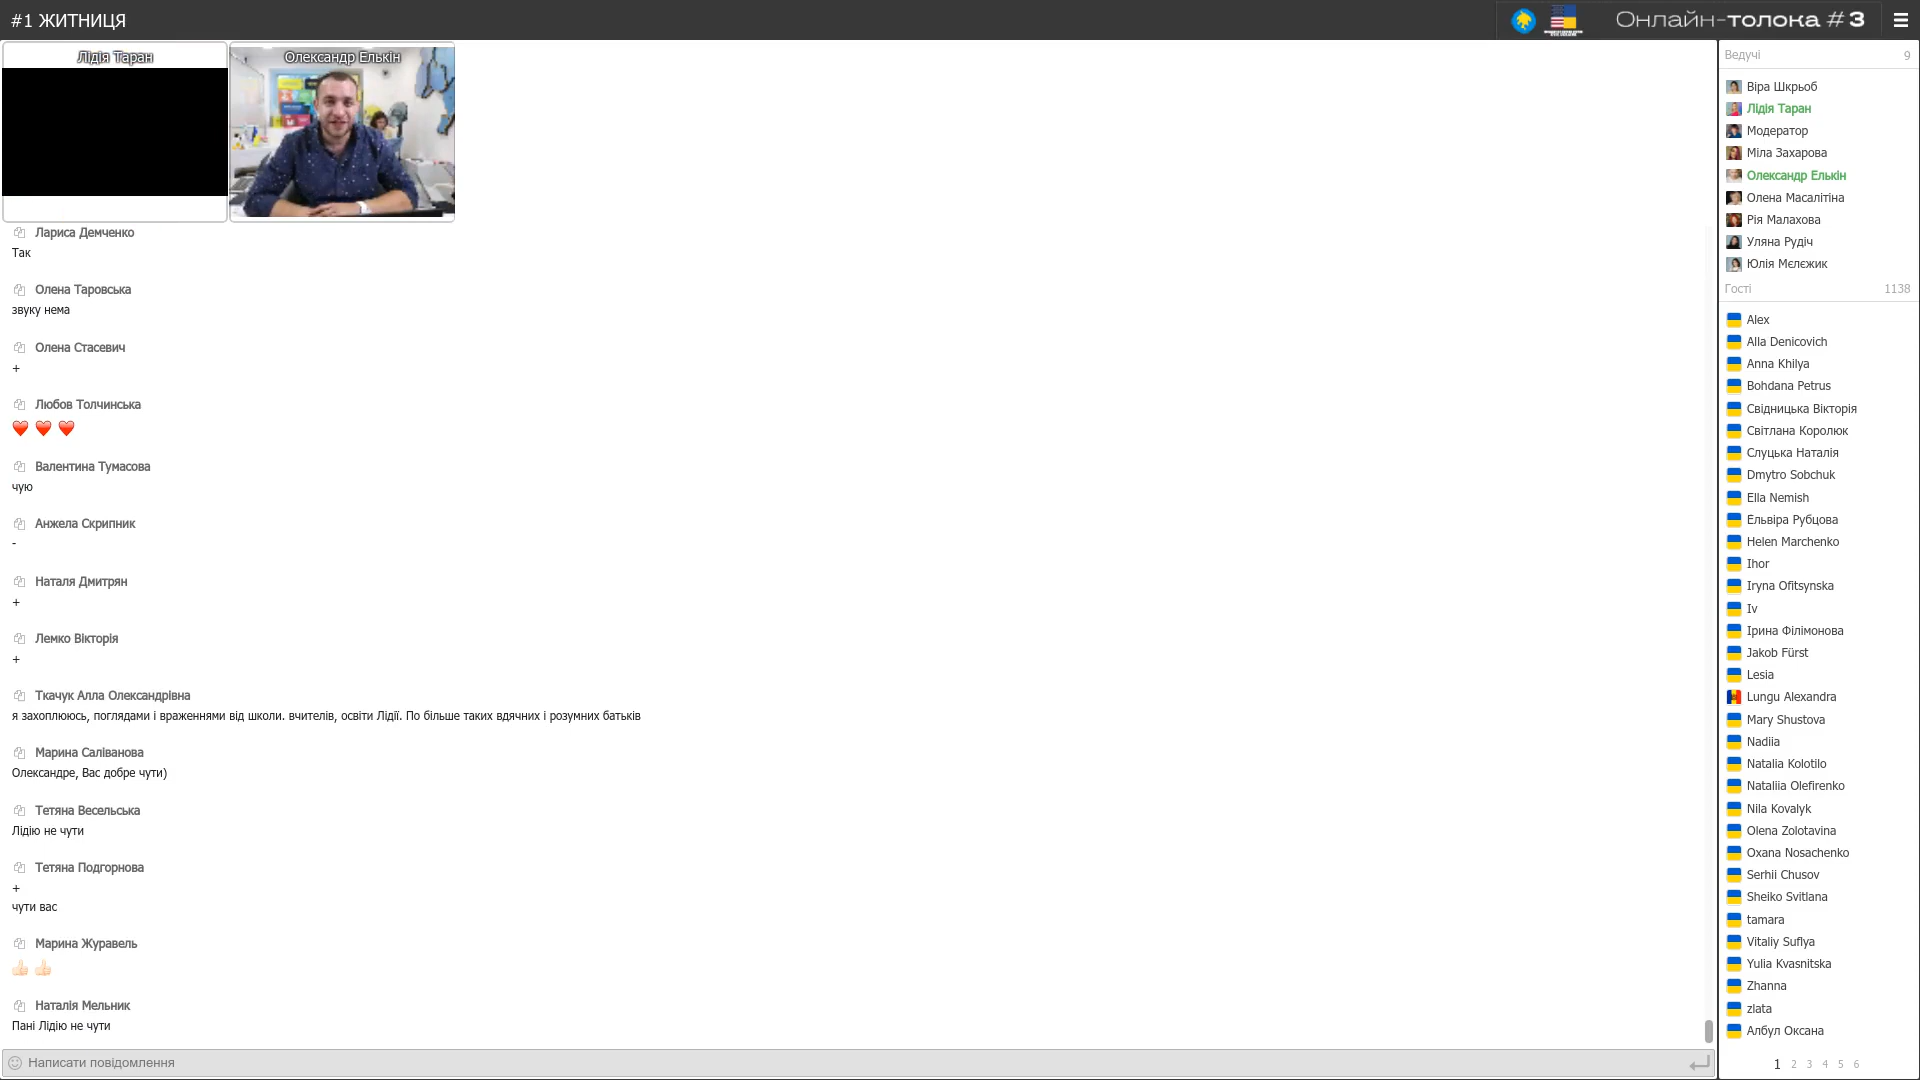 #1 ЖИТНИЦЯ
Онлайн-толока #3
Лідія Таран
Олександр Елькін
Лариса Демченко
Так
Олена Таровська
звуку нема
Олена Стасевич
+
Любов Толчинська
Валентина Тумасова
чую
Анжела Скрипник
-
Наталя Дмитрян
+
Лемко Вікторія
+
Ткачук Алла Олександрівна
я захоплююсь, поглядами і враженнями від школи. вчителів, освіти Лідії. По більше таких вдячних і розумних батьків
Марина Саліванова
Олександре, Вас добре чути)
Тетяна Весельська
Лідію не чути
Тетяна Подгорнова
+
чути вас
Марина Журавель
Наталія Мельник
Пані Лідію не чути
Написати повідомлення
Ведучі 9
Віра Шкрьоб
Лідія Таран
Модератор
Міла Захарова
Олександр Елькін
Олена Масалітіна
Рія Малахова
Уляна Рудіч
Юлія Мєлєжик
Гості 1138
Alex
Alla Denicovich
Anna Khilya
Bohdana Petrus
Свідницька Вікторія
Світлана Королюк
Слуцька Наталія
Dmytro Sobchuk
Ella Nemish
Ельвіра Рубцова
Helen Marchenko
Ihor
Iryna Ofitsynska
Iv
Ірина Філімонова
Jakob Fürst
Lesia
Lungu Alexandra
Mary Shustova
Nadiia
Natalia Kolotilo
Nataliia Olefirenko
Nila Kovalyk
Olena Zolotavina
Oxana Nosachenko
Serhii Chusov
Sheiko Svitlana
tamara
Vitaliy Suflya
Yulia Kvasnitska
Zhanna
zlata
Албул Оксана
1 2 3 4 5 6